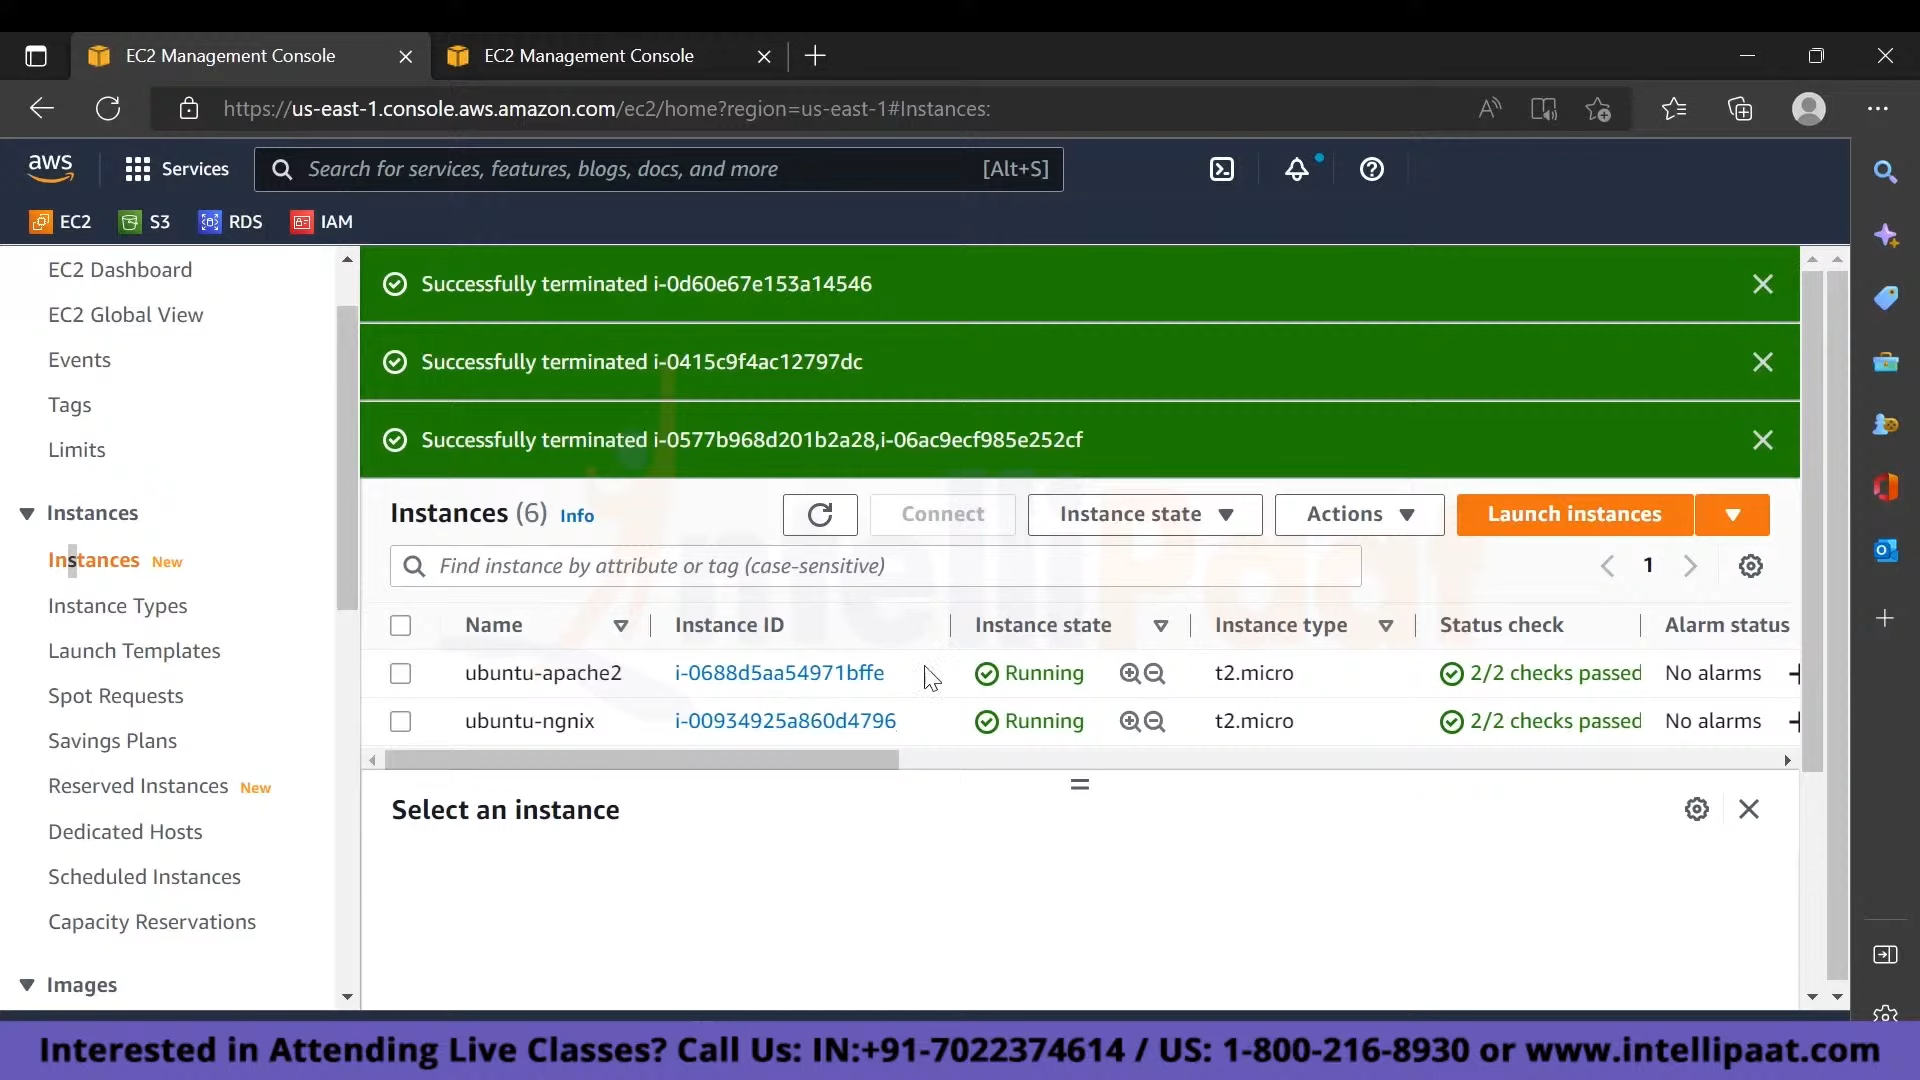 EC2 Management Console
EC2 Management Console
https://us-east-1.console.aws.amazon.com/ec2/home?region=us-east-1#Instances:
aws
Services
Search for services, features, blogs, docs, and more
[Alt+S]
EC2
S3
RDS
IAM
EC2 Dashboard
EC2 Global View
Events
Tags
Limits
Instances
Instances New
Instance Types
Launch Templates
Spot Requests
Savings Plans
Reserved Instances New
Dedicated Hosts
Scheduled Instances
Capacity Reservations
Images
Successfully terminated i-0d60e67e153a14546
Successfully terminated i-0415c9f4ac12797dc
Successfully terminated i-0577b968d201b2a28,i-06ac9ecf985e252cf
Instances (6) Info
Connect
Instance state
Actions
Launch instances
Find instance by attribute or tag (case-sensitive)
1
Name Instance ID Instance state Instance type Status check Alarm status
ubuntu-apache2 i-0688d5aa54971bffe Running t2.micro 2/2 checks passed No alarms
ubuntu-ngnix i-00934925a860d4796 Running t2.micro 2/2 checks passed No alarms
Select an instance
intelliPaat
Interested in Attending Live Classes? Call Us: IN:+91-7022374614 / US: 1-800-216-8930 or www.intellipaat.com